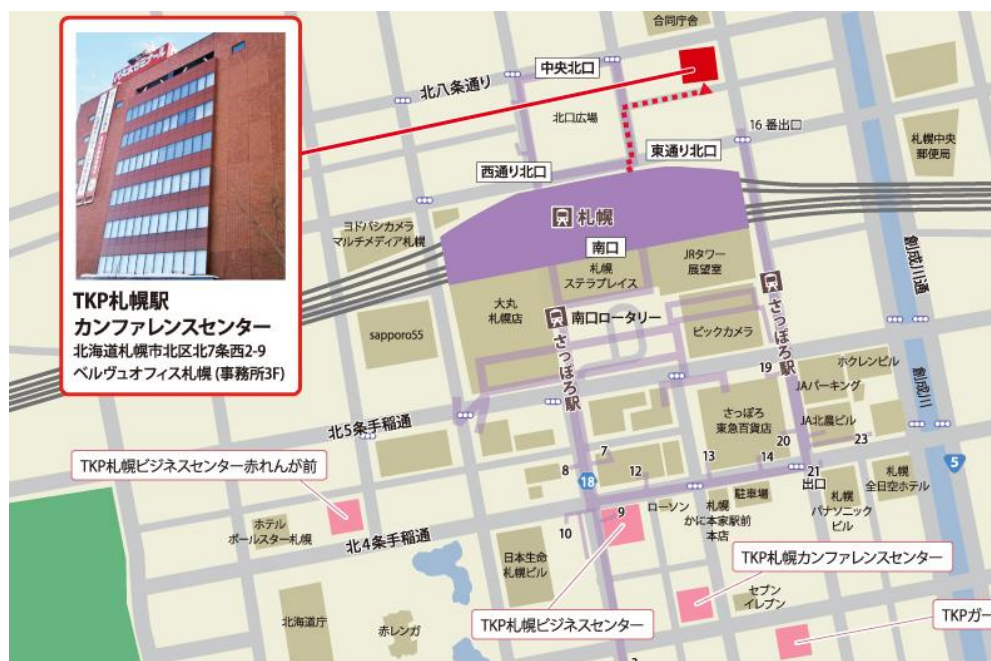 合同庁舎
中央北口
北八条通り
北口広場
16 番出口
札幌中央
郵便局
東通り北口
西通り北口
ヨドバシカメラ
マルチメディア札幌
札幌
南口
JRタワー
展望室
札幌
ステラプレイス
創成川通
TKP札幌駅
カンファレンスセンター
北海道札幌市北区北7条西2-9
ベルヴュオフィス札幌 (事務所3F)
大丸
札幌店
南口ロータリー
さっぽろ駅
さっぽろ駅
sapporo55
ビックカメラ
ホクレンビル
創成川
19
JAパーキング
北5条手稲通
さっぽろ
東急百貨店
JA北農ビル
20
23
7
13
14
TKP札幌ビジネスセンター赤れんが前
8
12
18
21
出口
札幌
全日空ホテル
5
ローソン
駐車場
9
札幌
かに本家駅前
本店
札幌
パナソニック
ビル
ホテル
ポールスター札幌
北4条手稲通
10
日本生命
札幌ビル
TKP札幌カンファレンスセンター
セブン
イレブン
北海道庁
赤レンガ
TKP札幌ビジネスセンター
TKPガー